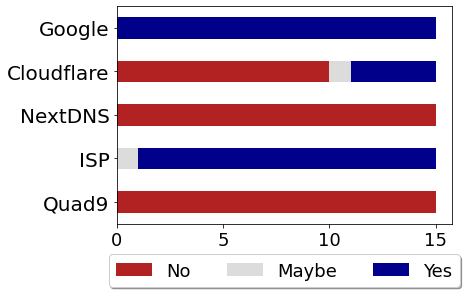 Google
Cloudflare
NextDNS
ISP
Quad9
0 5 10 15
No Maybe Yes